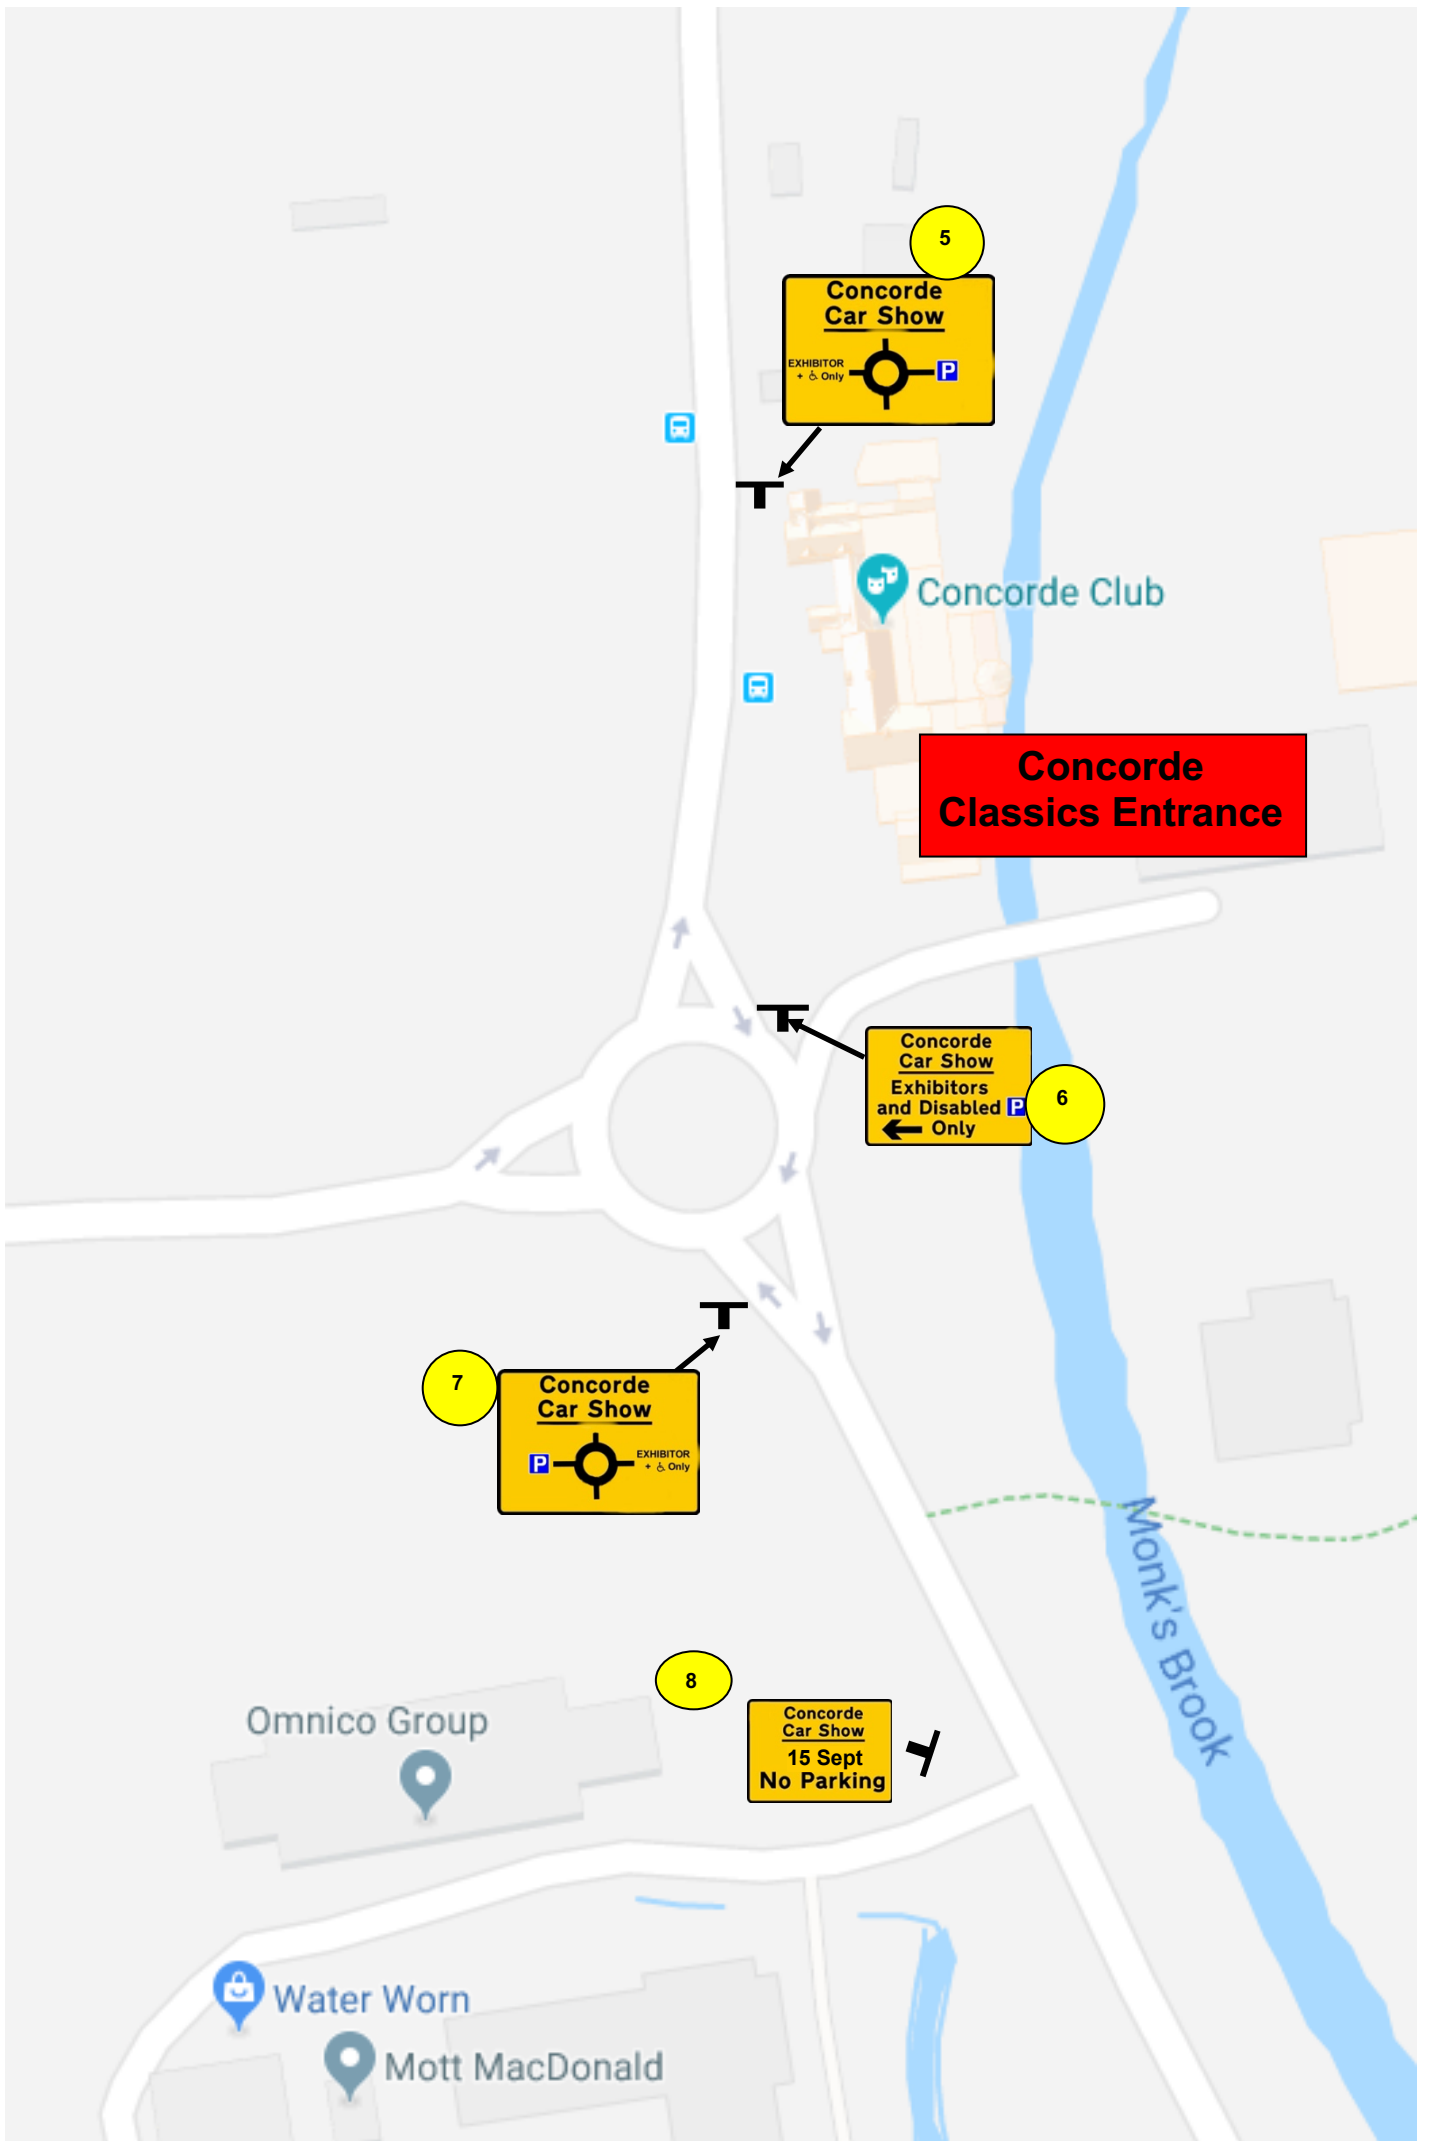 5
Concorde
Car Show
EXHIBITOR
+ ♿ Only
P
Concorde Club
Concorde
Classics Entrance
Concorde
Car Show
Exhibitors
and Disabled P
← Only
6
7
Concorde
Car Show
P
EXHIBITOR
+ ♿ Only
Monk's Brook
8
Concorde
Car Show
15 Sept
No Parking
Omnico Group
Water Worn
Mott MacDonald